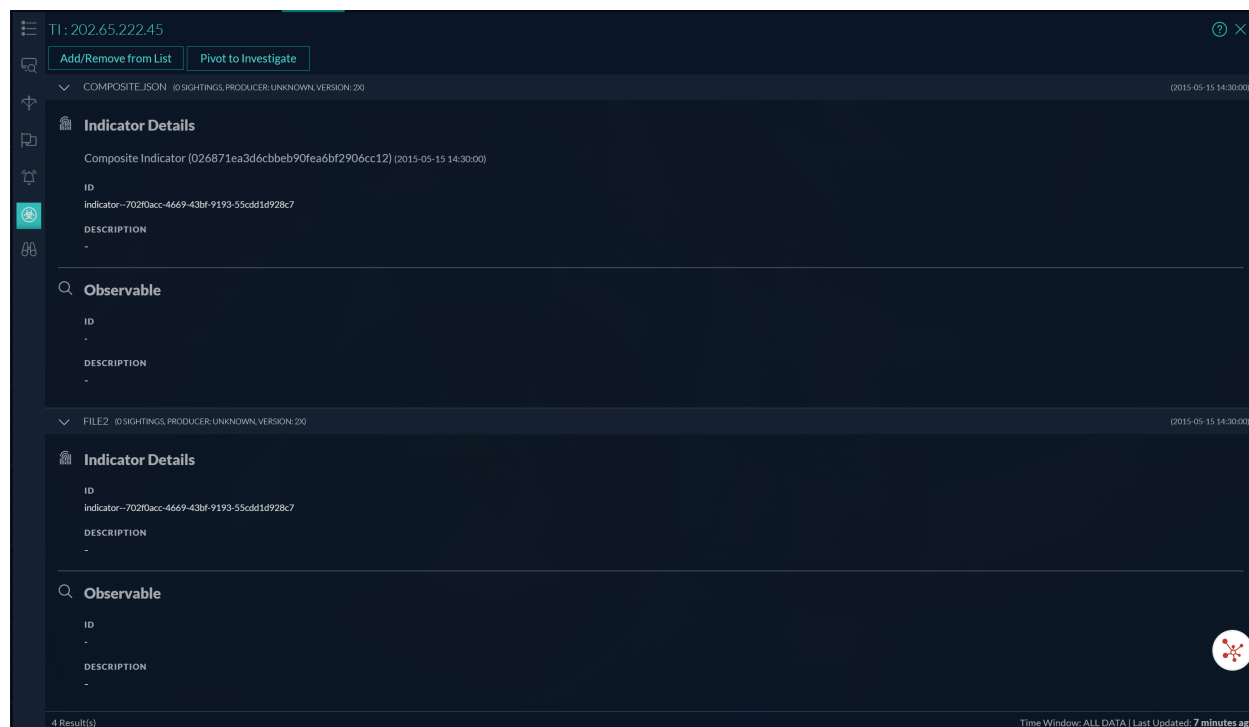 TI : 202.65.222.45
Add/Remove from List Pivot to Investigate
COMPOSITE.JSON (0 SIGHTINGS, PRODUCER: UNKNOWN, VERSION: 2X) (2015-05-15 14:30:00)
Indicator Details
Composite Indicator (026871ea3d6cbbeb90fea6bf2906cc12) (2015-05-15 14:30:00)
ID
indicator--702f0acc-4669-43bf-9193-55cdd1d928c7
DESCRIPTION
-
Observable
ID
-
DESCRIPTION
-
FILE2 (0 SIGHTINGS, PRODUCER: UNKNOWN, VERSION: 2X) (2015-05-15 14:30:00)
Indicator Details
ID
indicator--702f0acc-4669-43bf-9193-55cdd1d928c7
DESCRIPTION
-
Observable
ID
-
DESCRIPTION
-
4 Result(s) Time Window: ALL DATA | Last Updated: 7 minutes ag